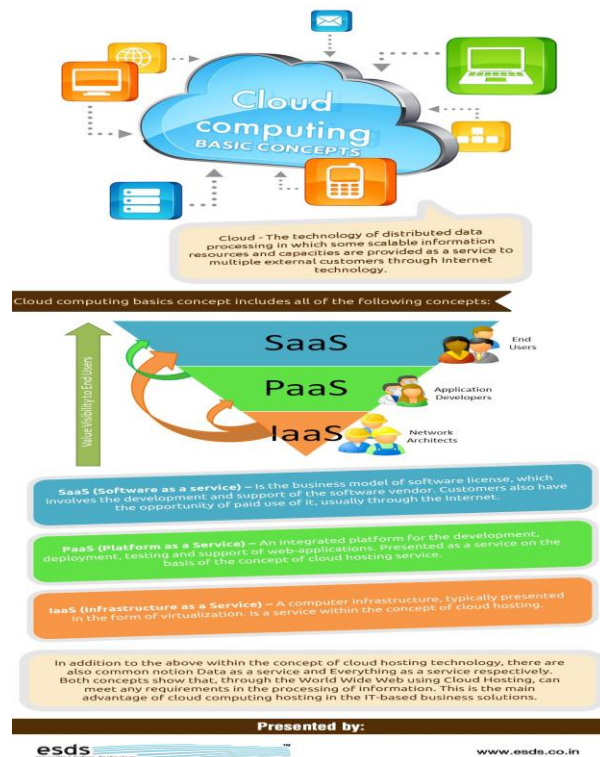 Cloud
computing
BASIC CONCEPTS
Cloud - The technology of distributed data
processing in which some scalable information
resources and capacities are provided as a service to
multiple external customers through Internet
technology.
Cloud computing basics concept includes all of the following concepts:
Value Visibility to End Users
SaaS
End
Users
PaaS
Application
Developers
IaaS
Network
Architects
SaaS (Software as a service) – Is the business model of software license, which
involves the development and support of the software vendor. Customers also have
the opportunity of paid use of it, usually through the Internet.
PaaS (Platform as a Service) – An integrated platform for the development,
deployment, testing and support of web-applications. Presented as a service on the
basis of the concept of cloud hosting service.
IaaS (Infrastructure as a Service) – A computer infrastructure, typically presented
in the form of virtualization. Is a service within the concept of cloud hosting.
In addition to the above within the concept of cloud hosting technology, there are
also common notion Data as a service and Everything as a service respectively.
Both concepts show that, through the World Wide Web using Cloud Hosting, can
meet any requirements in the processing of information. This is the main
advantage of cloud computing hosting in the IT-based business solutions.
Presented by:
esds
™
www.esds.co.in